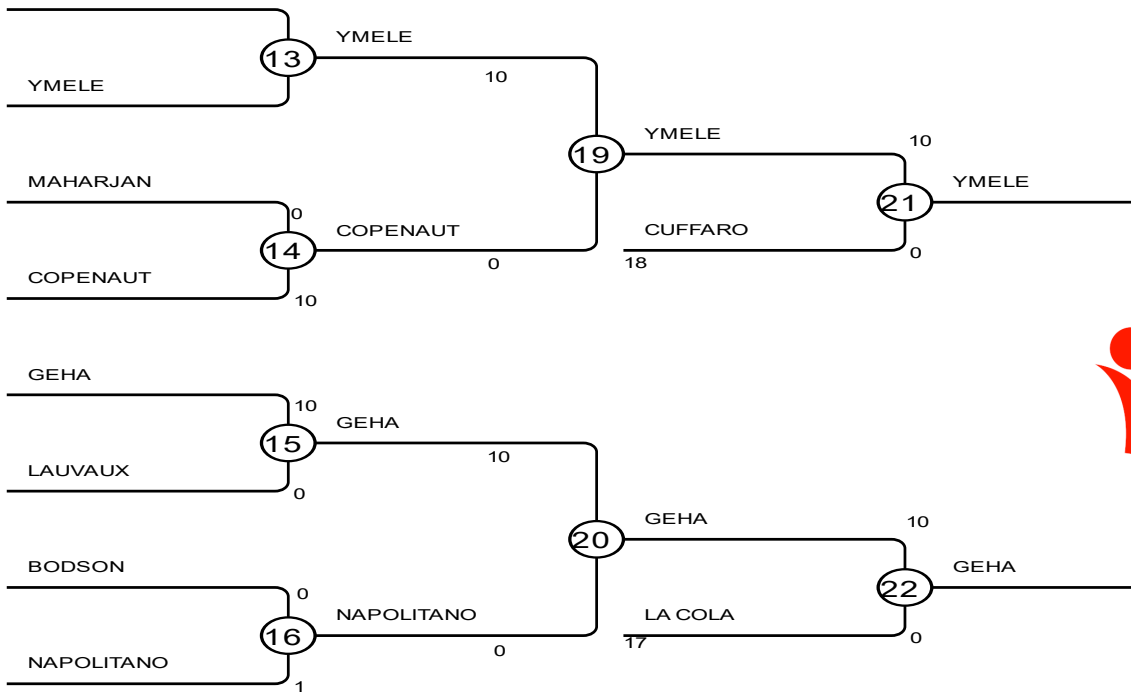 YMELE
13
YMELE
10
YMELE
10
19
MAHARJAN
0
YMELE
21
14
COPENAUT
0
CUFFARO
18
0
COPENAUT
10
GEHA
10
15
GEHA
10
LAUVAUX
0
GEHA
10
20
BODSON
0
GEHA
22
16
NAPOLITANO
0
LA COLA
17
0
NAPOLITANO
1